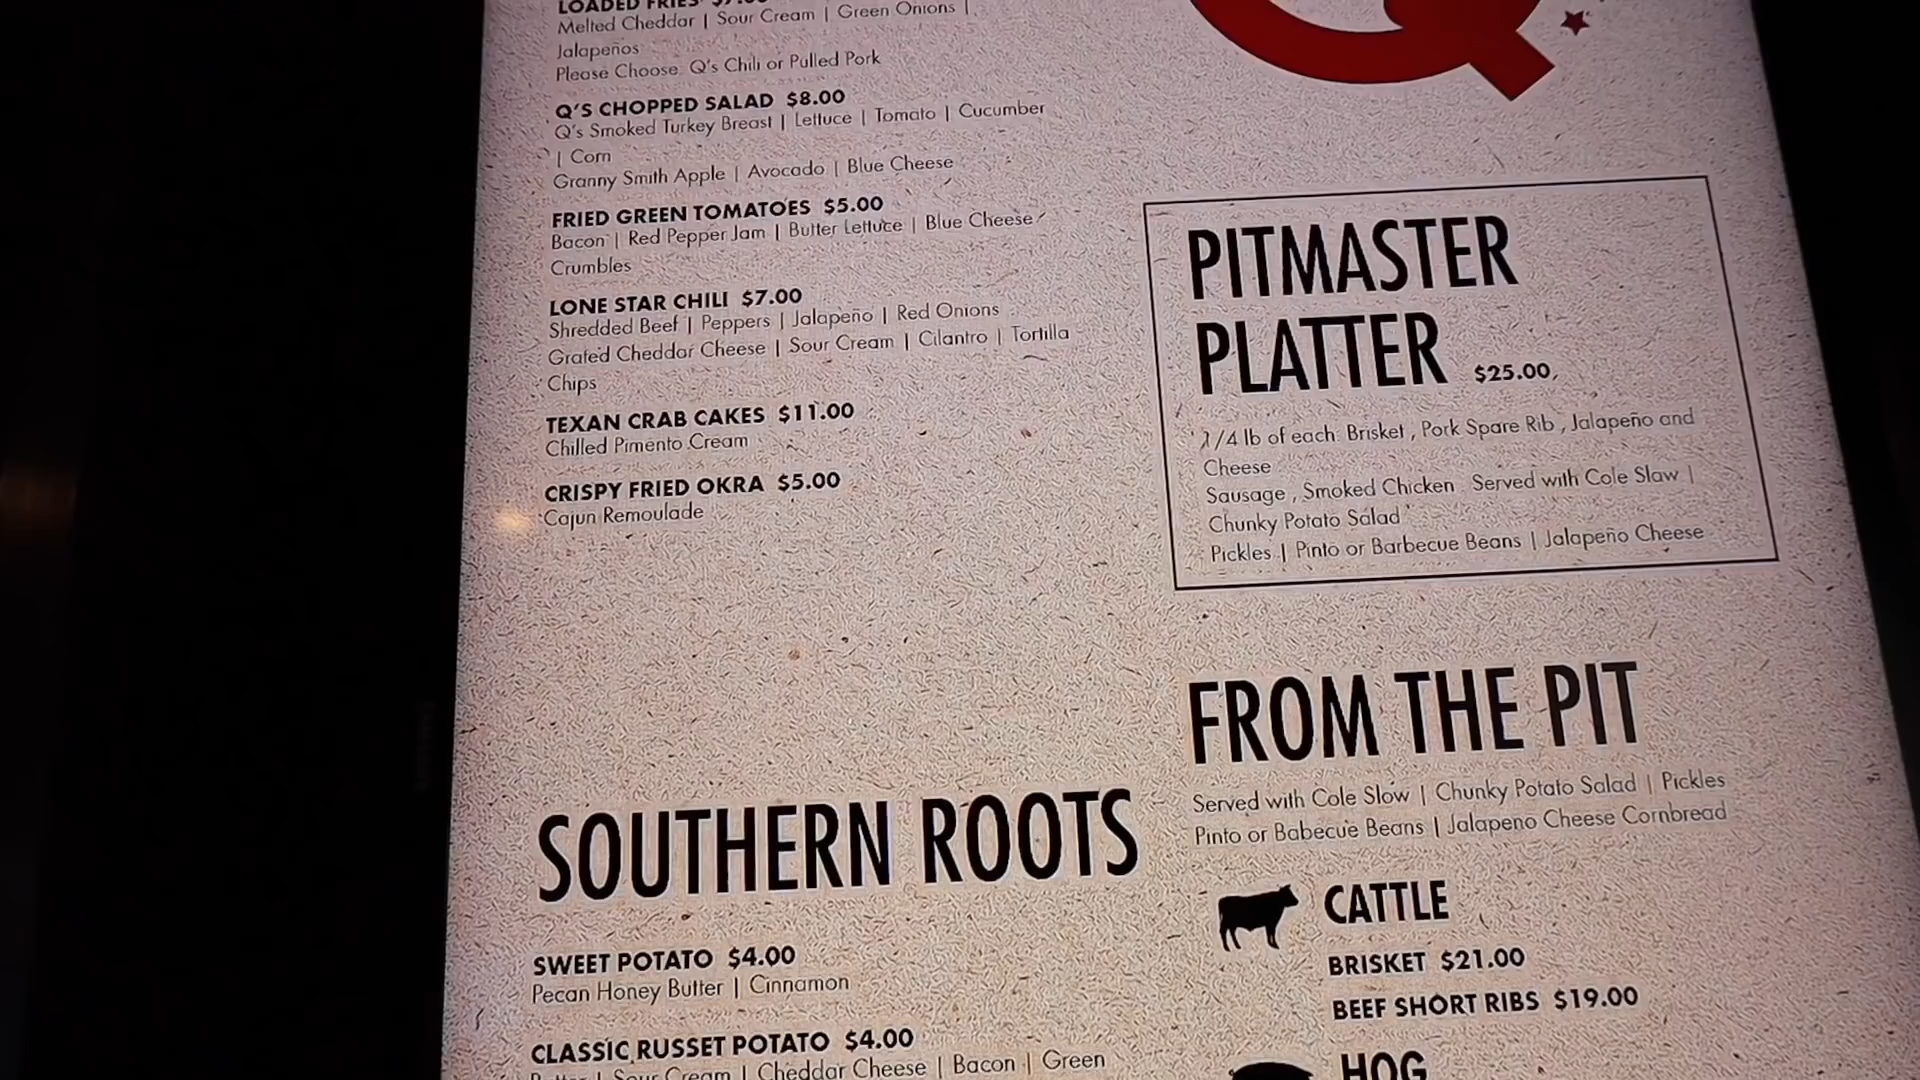 LOADED FRIES
Melted Cheddar | Sour Cream | Green Onions |
Jalapeños
Please Choose: Q's Chili or Pulled Pork
Q'S CHOPPED SALAD $8.00
Q's Smoked Turkey Breast | Lettuce | Tomato | Cucumber
| Corn
Granny Smith Apple | Avocado | Blue Cheese
FRIED GREEN TOMATOES $5.00
Bacon | Red Pepper Jam | Butter Lettuce | Blue Cheese
Crumbles
LONE STAR CHILI $7.00
Shredded Beef | Peppers | Jalapeño | Red Onions
Grated Cheddar Cheese | Sour Cream | Cilantro | Tortilla
Chips
TEXAN CRAB CAKES $11.00
Chilled Pimento Cream
CRISPY FRIED OKRA $5.00
Cajun Remoulade
SOUTHERN ROOTS
SWEET POTATO $4.00
Pecan Honey Butter | Cinnamon
CLASSIC RUSSET POTATO $4.00
Butter | Sour Cream | Cheddar Cheese | Bacon | Green
Q
PITMASTER
PLATTER $25.00
1/4 lb of each: Brisket , Pork Spare Rib , Jalapeño and
Cheese
Sausage , Smoked Chicken Served with Cole Slaw |
Chunky Potato Salad
Pickles | Pinto or Barbecue Beans | Jalapeño Cheese
FROM THE PIT
Served with Cole Slow | Chunky Potato Salad | Pickles
Pinto or Babecue Beans | Jalapeno Cheese Cornbread
CATTLE
BRISKET $21.00
BEEF SHORT RIBS $19.00
HOG